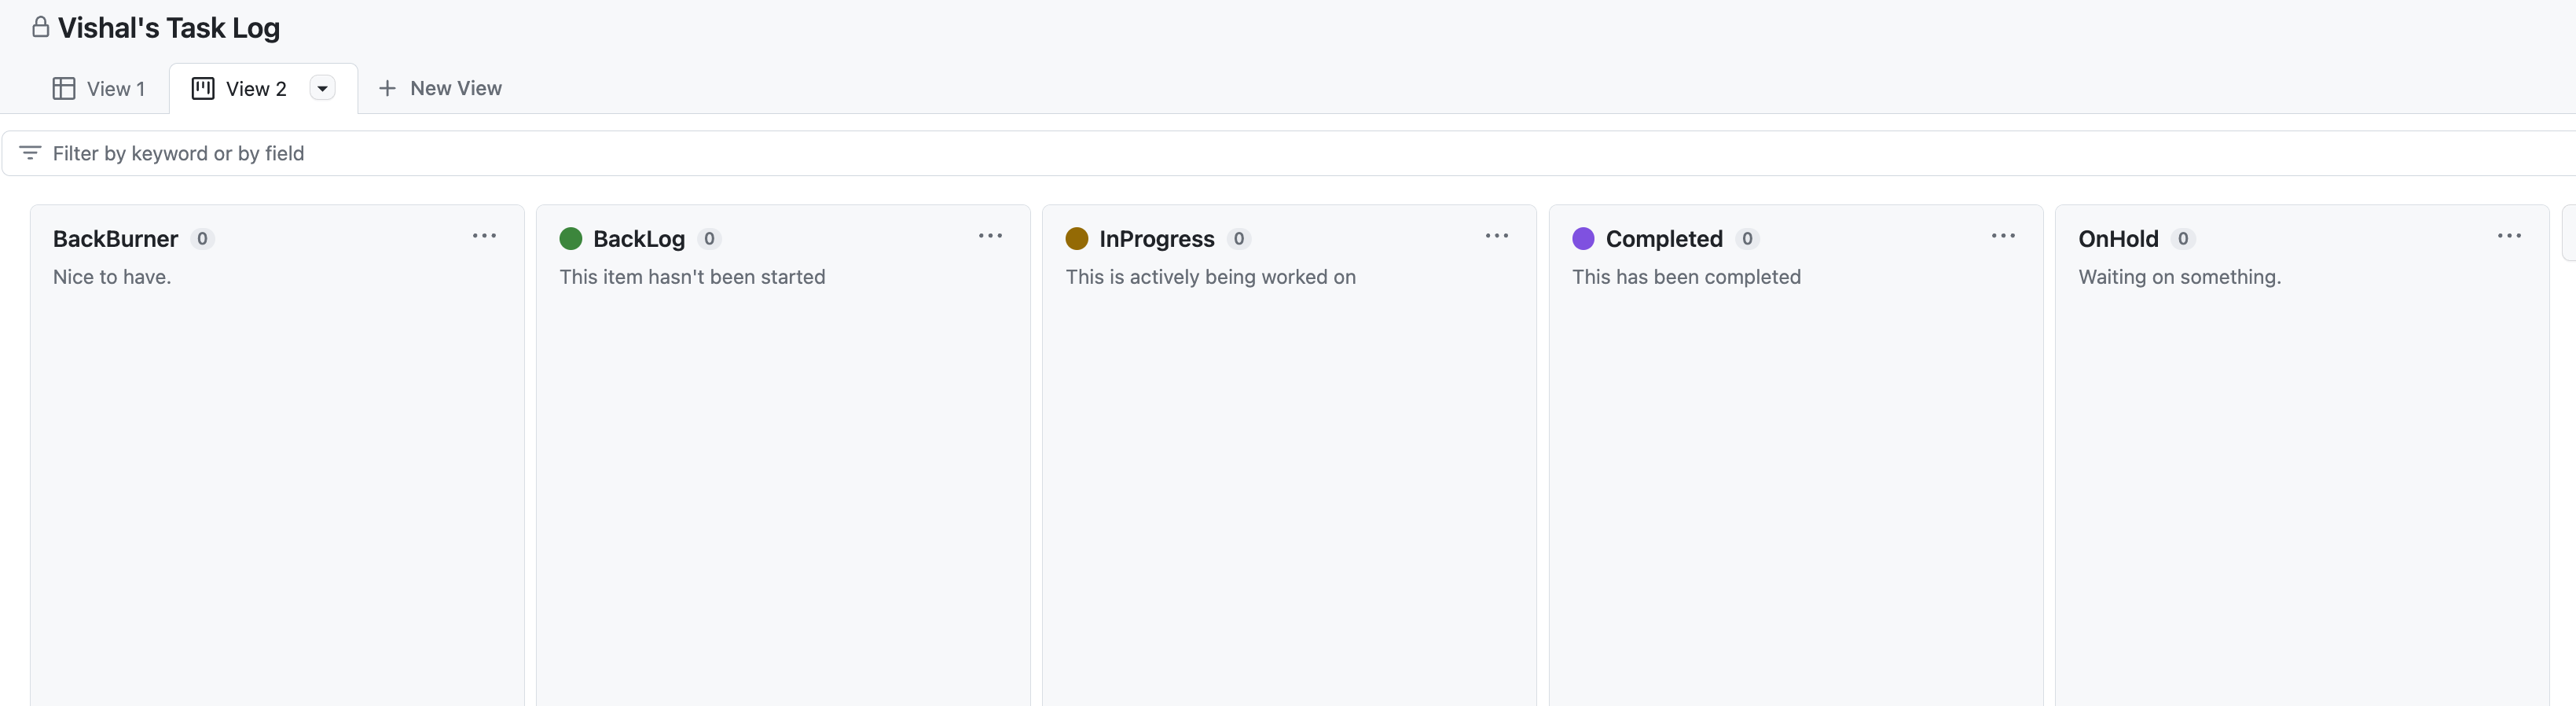 Vishal's Task Log
View 1 View 2 New View
Filter by keyword or by field
BackBurner 0
Nice to have.
BackLog 0
This item hasn't been started
InProgress 0
This is actively being worked on
Completed 0
This has been completed
OnHold 0
Waiting on something.